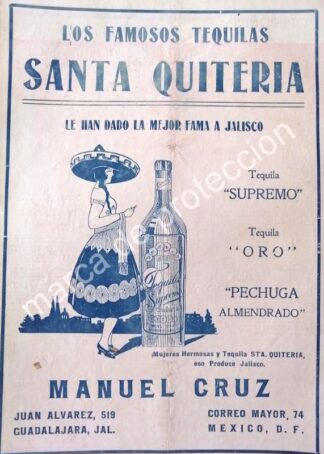 LOS FAMOSOS TEQUILAS
SANTA QUITERIA
LE HAN DADO LA MEJOR FAMA A JALISCO
Tequila
"SUPREMO"
Tequila
"ORO"
"PECHUGA
ALMENDRADO"
Tequila
Supremo
marca de proteccion
Mujeres Hermosas y Tequila STA. QUITERIA,
eso Produce Jalisco.
MANUEL CRUZ
JUAN ALVAREZ, 519
GUADALAJARA, JAL.
CORREO MAYOR, 74
MEXICO, D. F.